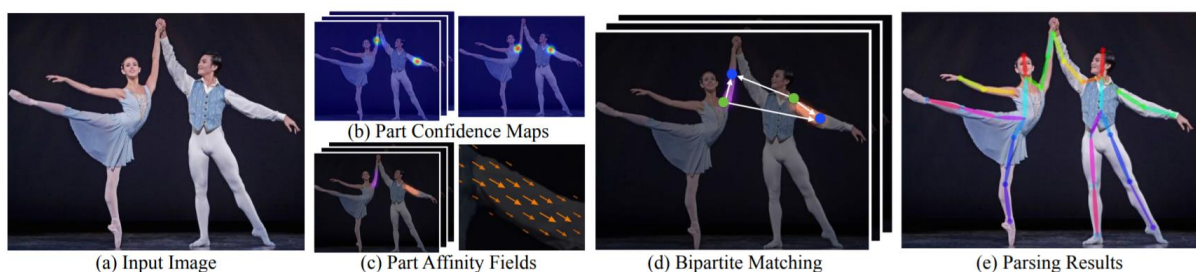 (a) Input Image
(b) Part Confidence Maps
(c) Part Affinity Fields
(d) Bipartite Matching
(e) Parsing Results